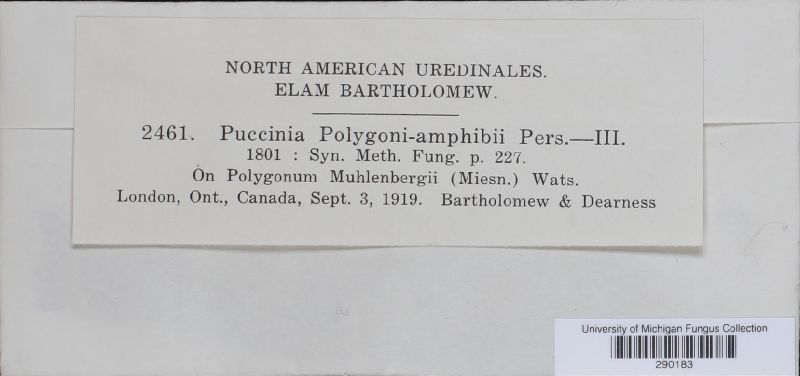 NORTH AMERICAN UREDINALES.
ELAM BARTHOLOMEW.
2461. Puccinia Polygoni-amphibii Pers.—III.
1801 : Syn. Meth. Fung. p. 227.
On Polygonum Muhlenbergii (Miesn.) Wats.
London, Ont., Canada, Sept. 3, 1919. Bartholomew & Dearness
University of Michigan Fungus Collection
290183